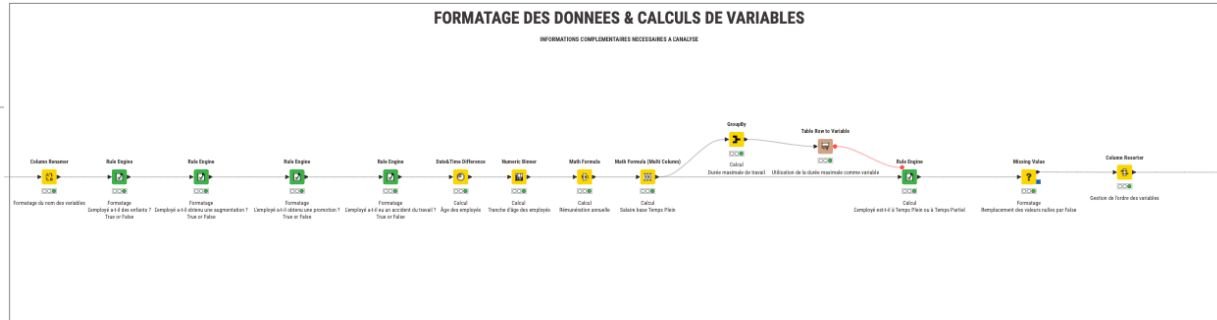 FORMATAGE DES DONNEES & CALCULS DE VARIABLES
INFORMATIONS COMPLEMENTAIRES NECESSAIRES A L'ANALYSE
Column Renamer
Formatage du nom des variables
Rule Engine
Formatage
L'employé a-t-il des enfants ?
True or False
Rule Engine
Formatage
L'employé a-t-il obtenu une augmentation ?
True or False
Rule Engine
Formatage
L'employé a-t-il obtenu une promotion ?
True or False
Rule Engine
Formatage
L'employé a-t-il eu un accident du travail ?
True or False
Date&Time Difference
Calcul
Âge des employés
Numeric Binner
Calcul
Tranche d'âge des employés
Math Formula
Calcul
Rémunération annuelle
Math Formula (Multi Column)
Calcul
Salaire base Temps Plein
GroupBy
Calcul
Durée maximale de travail
Table Row to Variable
Utilisation de la durée maximale comme variable
Rule Engine
Calcul
L'employé est-t-il à Temps Plein ou à Temps Partiel
Missing Value
Formatage
Remplacement des valeurs nulles par False
Column Resorter
Gestion de l'ordre des variables